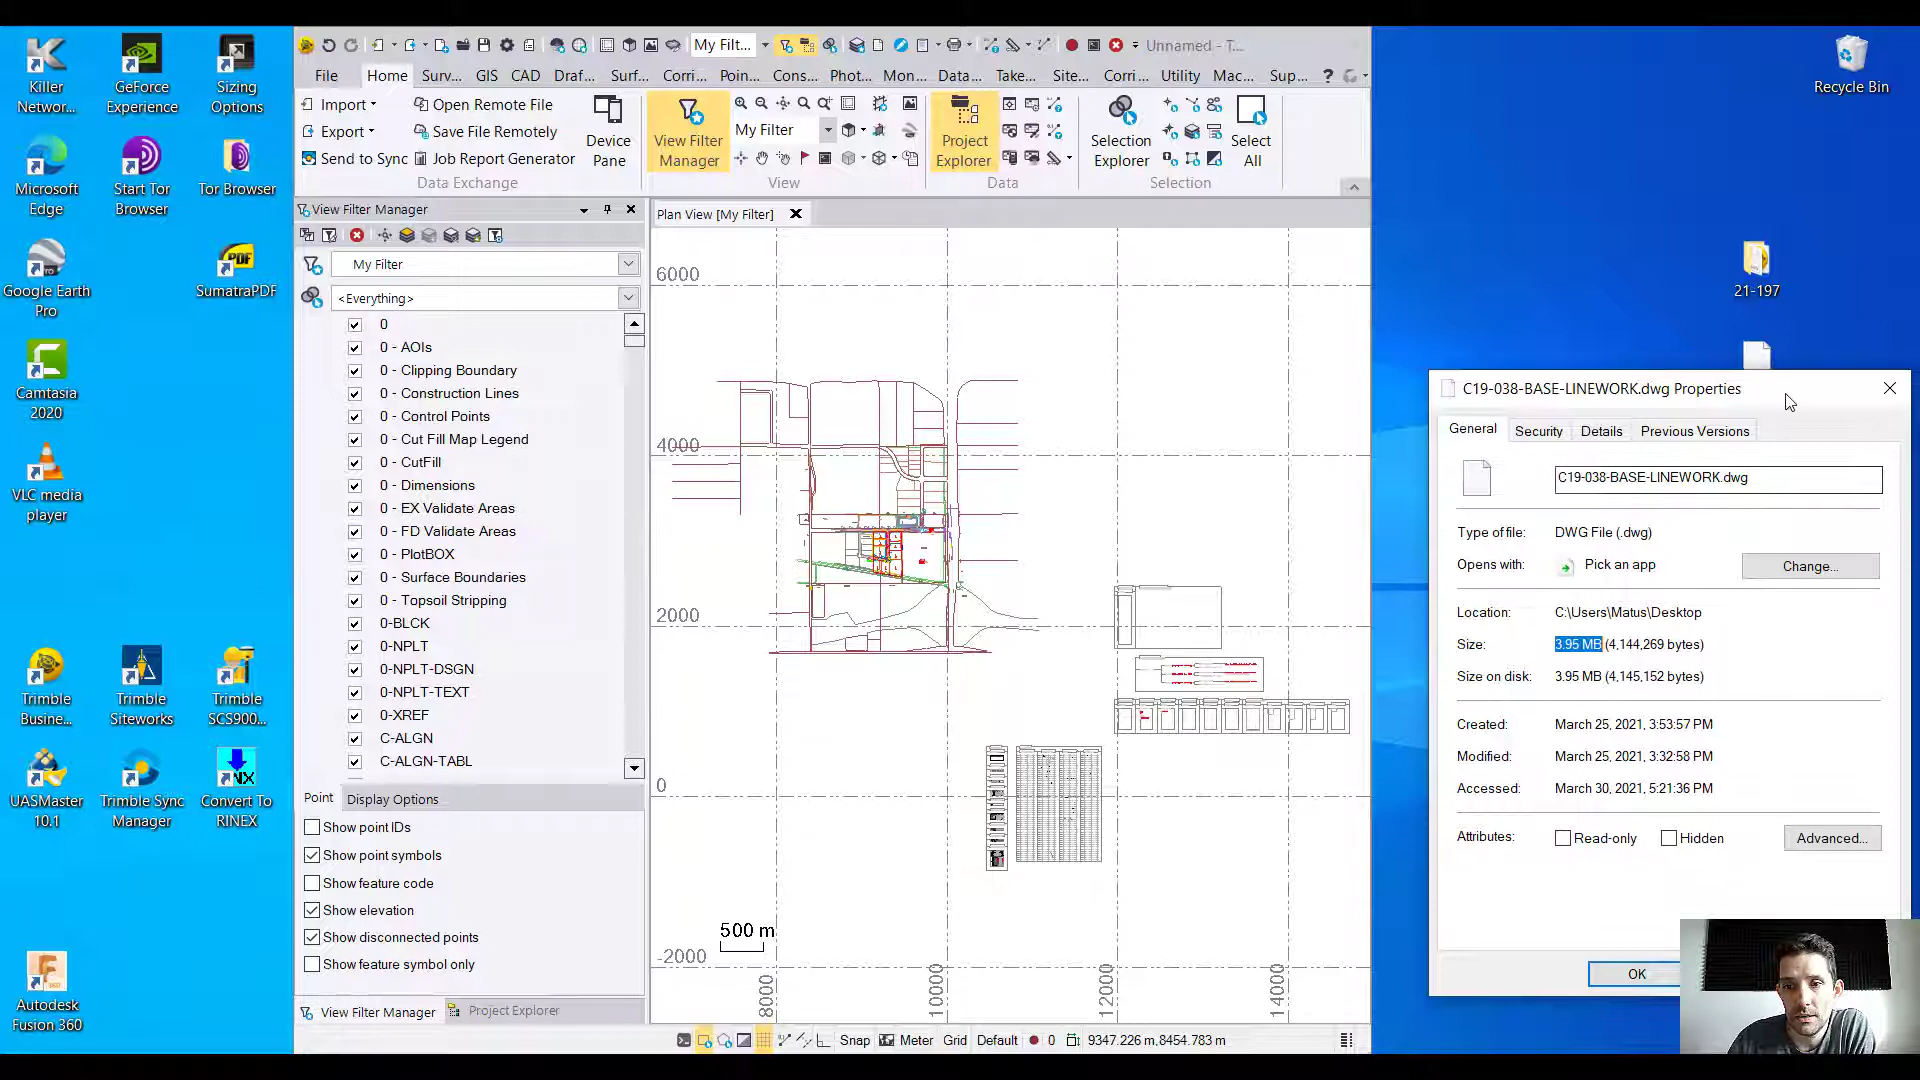 Killer
Networ...
GeForce
Experience
Sizing
Options
Microsoft
Edge
Start Tor
Browser
Tor Browser
Google Earth
Pro
SumatraPDF
Camtasia
2020
VLC media
player
Trimble
Busine...
Trimble
Siteworks
Trimble
SCS900...
UASMaster
10.1
Trimble Sync
Manager
Convert To
RINEX
Autodesk
Fusion 360
My Filt...
Unnamed - T...
File Home Surv... GIS CAD Draf... Surf... Corri... Poin... Cons... Phot... Mon... Data... Take... Site... Corri... Utility Mac... Sup...
Import
Export
Send to Sync
Open Remote File
Save File Remotely
Job Report Generator
Device
Pane
Data Exchange
View Filter
Manager
My Filter
View
Project
Explorer
Data
Selection
Explorer
Select
All
Selection
View Filter Manager
My Filter
<Everything>
0
0 - AOIs
0 - Clipping Boundary
0 - Construction Lines
0 - Control Points
0 - Cut Fill Map Legend
0 - CutFill
0 - Dimensions
0 - EX Validate Areas
0 - FD Validate Areas
0 - PlotBOX
0 - Surface Boundaries
0 - Topsoil Stripping
0-BLCK
0-NPLT
0-NPLT-DSGN
0-NPLT-TEXT
0-XREF
C-ALGN
C-ALGN-TABL
Point
Display Options
Show point IDs
Show point symbols
Show feature code
Show elevation
Show disconnected points
Show feature symbol only
View Filter Manager
Project Explorer
Plan View [My Filter]
6000
4000
2000
0
-2000
500 m
8000
10000
12000
14000
Snap Meter Grid Default 0 9347.226 m,8454.783 m
Recycle Bin
21-197
C19-038-BASE-LINEWORK.dwg Properties
General Security Details Previous Versions
C19-038-BASE-LINEWORK.dwg
Type of file: DWG File (.dwg)
Opens with: Pick an app
Change...
Location: C:\Users\Matus\Desktop
Size: 3.95 MB (4,144,269 bytes)
Size on disk: 3.95 MB (4,145,152 bytes)
Created: March 25, 2021, 3:53:57 PM
Modified: March 25, 2021, 3:32:58 PM
Accessed: March 30, 2021, 5:21:36 PM
Attributes: Read-only Hidden
Advanced...
OK